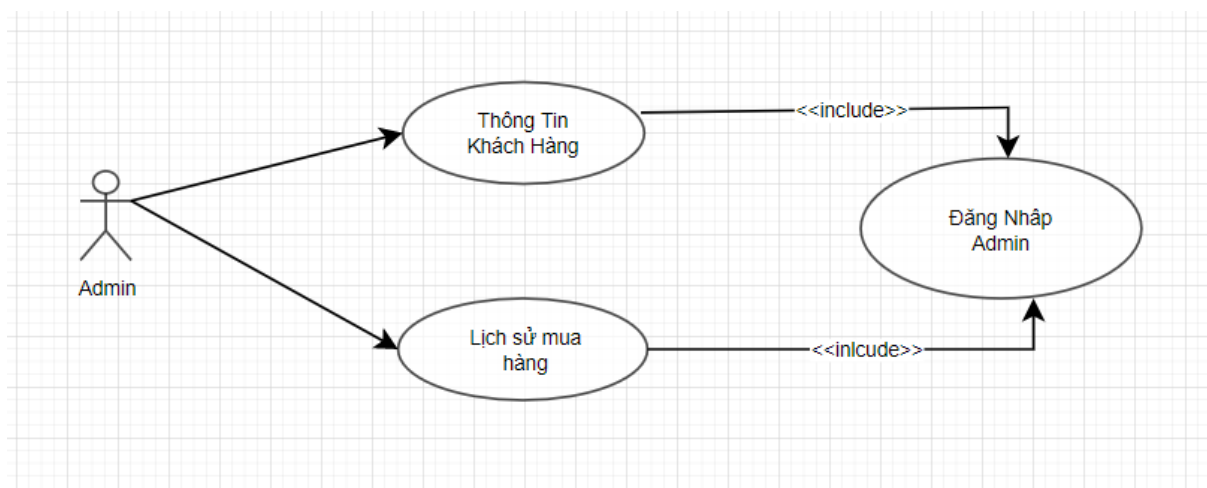 Thông Tin
Khách Hàng
<<include>>
Đăng Nhâp
Admin
Admin
Lịch sử mua
hàng
<<inlcude>>